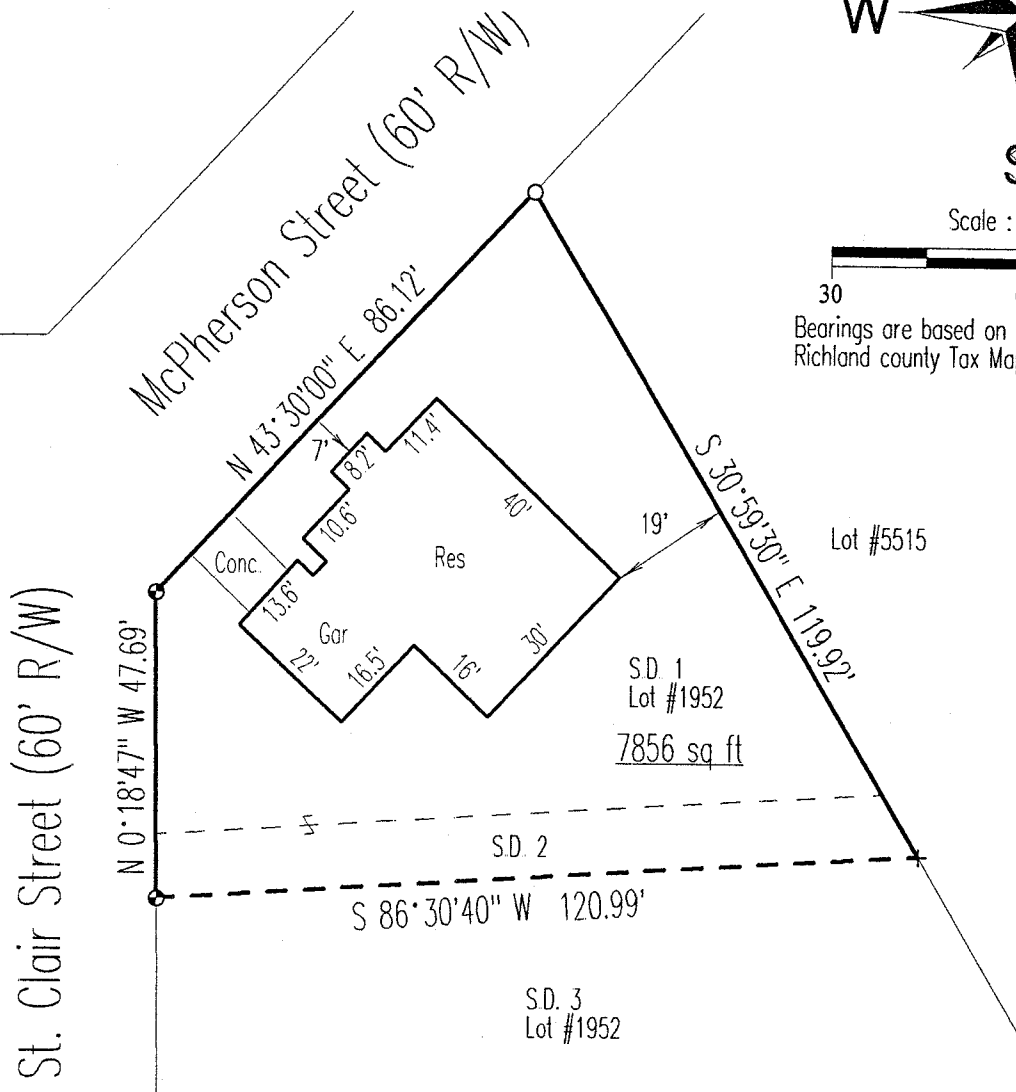 W
S
Scale :
30
Bearings are based on
Richland county Tax Ma
McPherson Street (60' R/W)
N 43°30'00" E 86.12'
7'
8.2'
11.4'
10.6'
40'
Conc.
13.6'
Res
Gar
22'
16.5'
16'
30'
19'
S 30°59'30" E 119.92'
Lot #5515
St. Clair Street (60' R/W)
N 0°18'47" W 47.69'
S.D. 1
Lot #1952
7856 sq ft
S.D. 2
S 86°30'40" W 120.99'
S.D. 3
Lot #1952